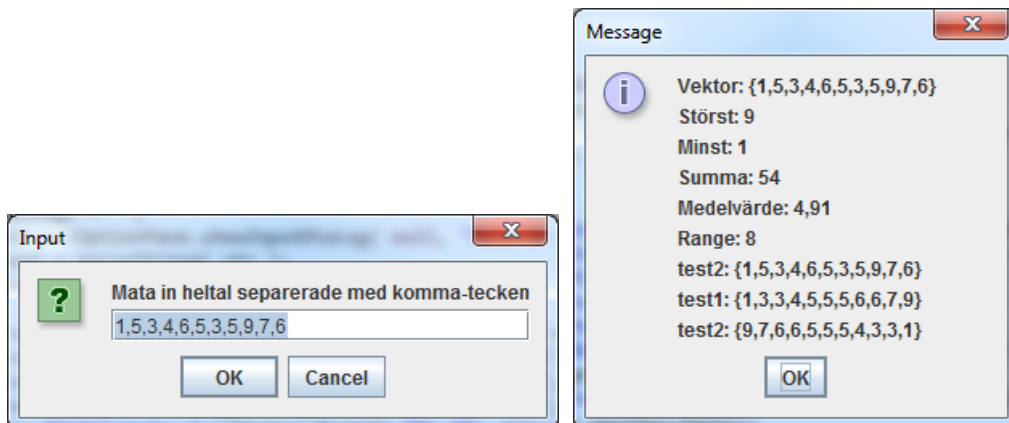 Input
?
Mata in heltal separerade med komma-tecken
1,5,3,4,6,5,3,5,9,7,6
OK
Cancel
Message
i
Vektor: {1,5,3,4,6,5,3,5,9,7,6}
Störst: 9
Minst: 1
Summa: 54
Medelvärde: 4,91
Range: 8
test2: {1,5,3,4,6,5,3,5,9,7,6}
test1: {1,3,3,4,5,5,5,6,6,7,9}
test2: {9,7,6,6,5,5,5,4,3,3,1}
OK